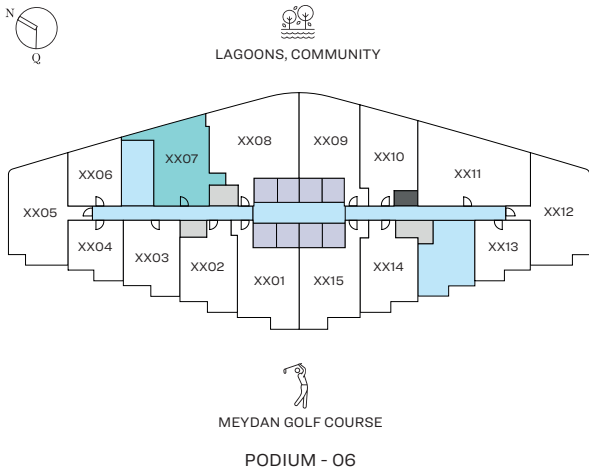 N
Q
LAGOONS, COMMUNITY
XX08
XX09
XX07
XX10
XX06
XX11
XX05
XX12
XX04
XX03
XX02
XX01
XX15
XX14
XX13
MEYDAN GOLF COURSE
PODIUM - 06